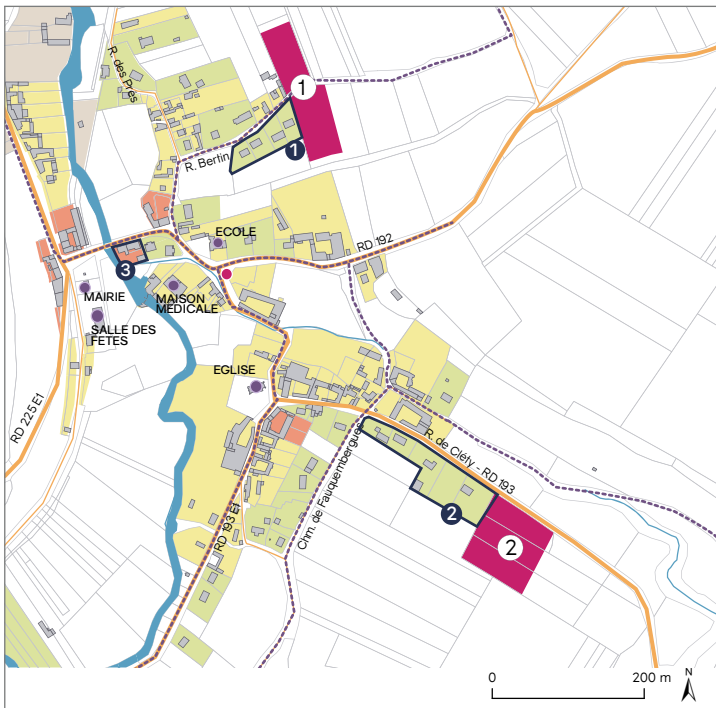 R. des Prés
1
1
R. Bertin
ECOLE
RD 192
3
MAIRIE
MAISON
MEDICALE
SALLE DES
FETES
EGLISE
RD 225 E1
R. de Cléty - RD 193
Chm. de Fauquembergues
RD 193 E1
2
2
0
200 m
N